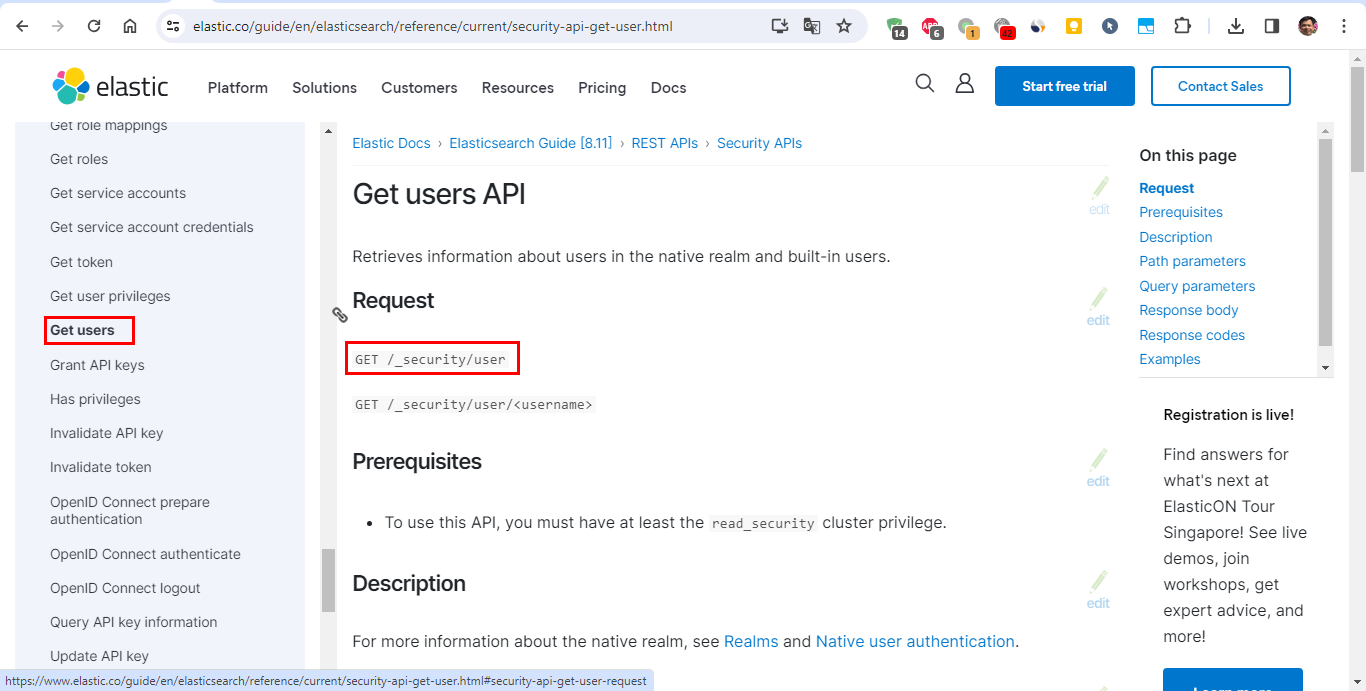 elastic.co/guide/en/elasticsearch/reference/current/security-api-get-user.html
14
6
1
42
elastic
Platform
Solutions
Customers
Resources
Pricing
Docs
Start free trial
Contact Sales
Get role mappings
Get roles
Get service accounts
Get service account credentials
Get token
Get user privileges
Get users
Grant API keys
Has privileges
Invalidate API key
Invalidate token
OpenID Connect prepare
authentication
OpenID Connect authenticate
OpenID Connect logout
Query API key information
Update API key
Elastic Docs › Elasticsearch Guide [8.11] › REST APIs › Security APIs
Get users API
edit
Retrieves information about users in the native realm and built-in users.
Request
edit
GET /_security/user
GET /_security/user/<username>
Prerequisites
edit
• To use this API, you must have at least the read_security cluster privilege.
Description
edit
For more information about the native realm, see Realms and Native user authentication.
On this page
Request
Prerequisites
Description
Path parameters
Query parameters
Response body
Response codes
Examples
Registration is live!
Find answers for
what's next at
ElasticON Tour
Singapore! See live
demos, join
workshops, get
expert advice, and
more!
Learn more
https://www.elastic.co/guide/en/elasticsearch/reference/current/security-api-get-user.html#security-api-get-user-request